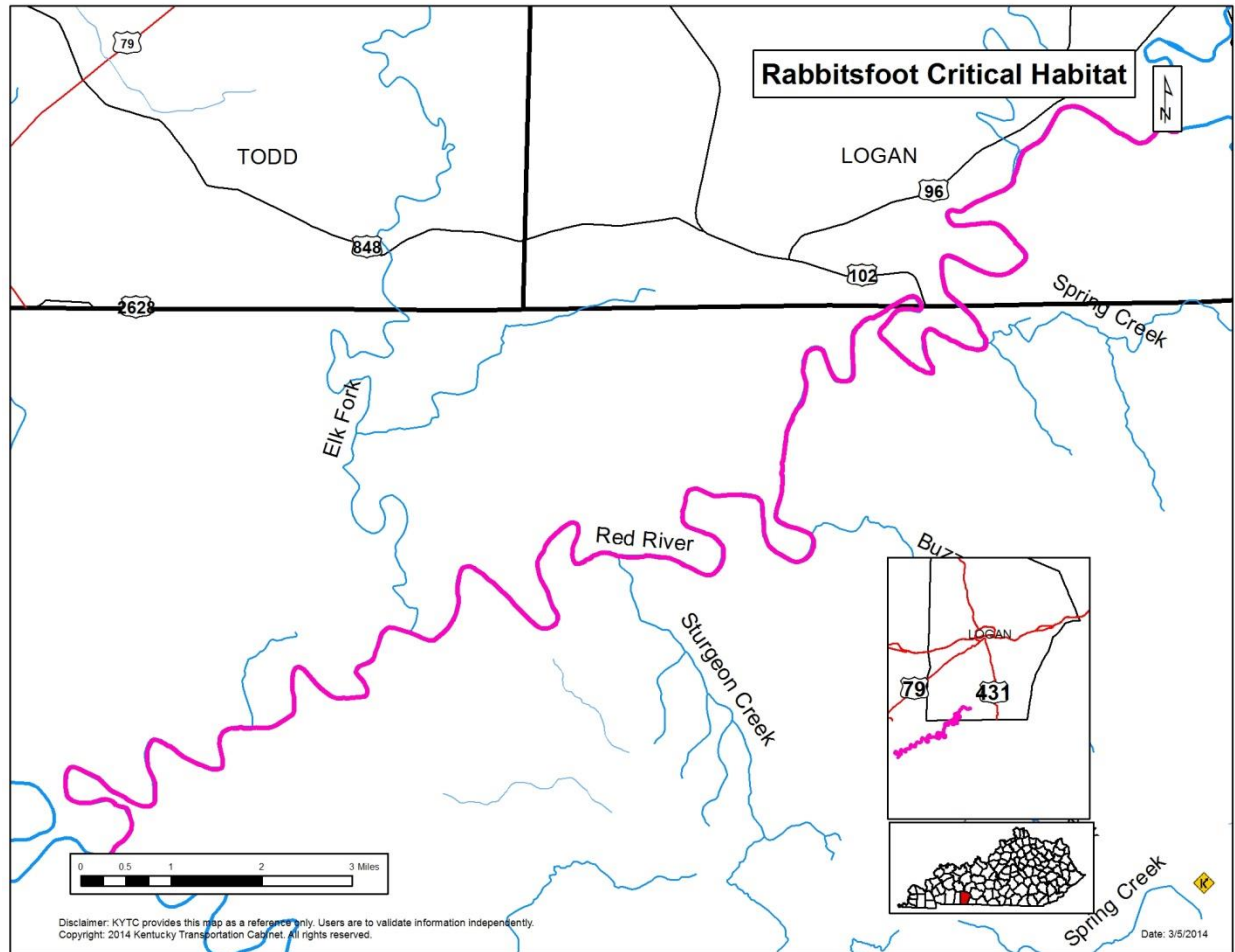 79
Rabbitsfoot Critical Habitat
N
TODD
LOGAN
96
848
102
2628
Spring Creek
Elk Fork
Red River
Sturgeon Creek
LOGAN
79
431
0 0.5 1 2 3 Miles
Spring Creek
Disclaimer: KYTC provides this map as a reference only. Users are to validate information independently.
Copyright: 2014 Kentucky Transportation Cabinet. All rights reserved.
Date: 3/5/2014